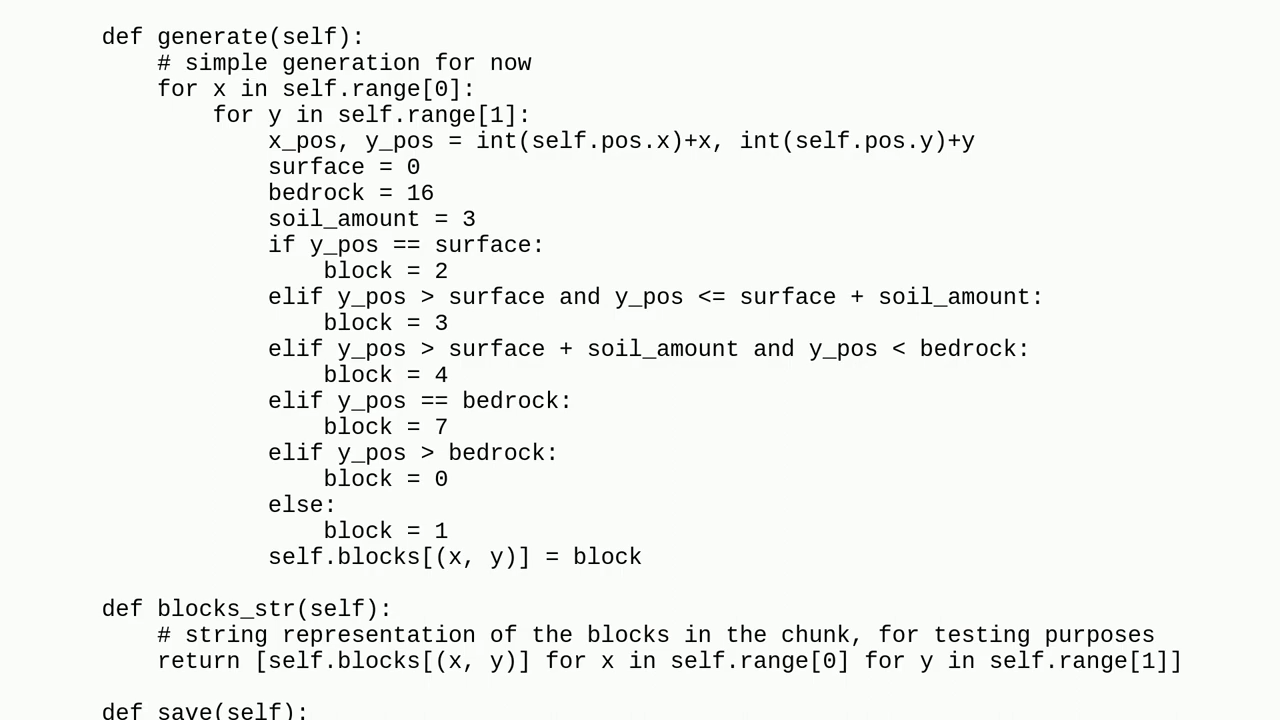 def generate(self):
    # simple generation for now
    for x in self.range[0]:
        for y in self.range[1]:
            x_pos, y_pos = int(self.pos.x)+x, int(self.pos.y)+y
            surface = 0
            bedrock = 16
            soil_amount = 3
            if y_pos == surface:
                block = 2
            elif y_pos > surface and y_pos <= surface + soil_amount:
                block = 3
            elif y_pos > surface + soil_amount and y_pos < bedrock:
                block = 4
            elif y_pos == bedrock:
                block = 7
            elif y_pos > bedrock:
                block = 0
            else:
                block = 1
            self.blocks[(x, y)] = block

def blocks_str(self):
    # string representation of the blocks in the chunk, for testing purposes
    return [self.blocks[(x, y)] for x in self.range[0] for y in self.range[1]]

def save(self):